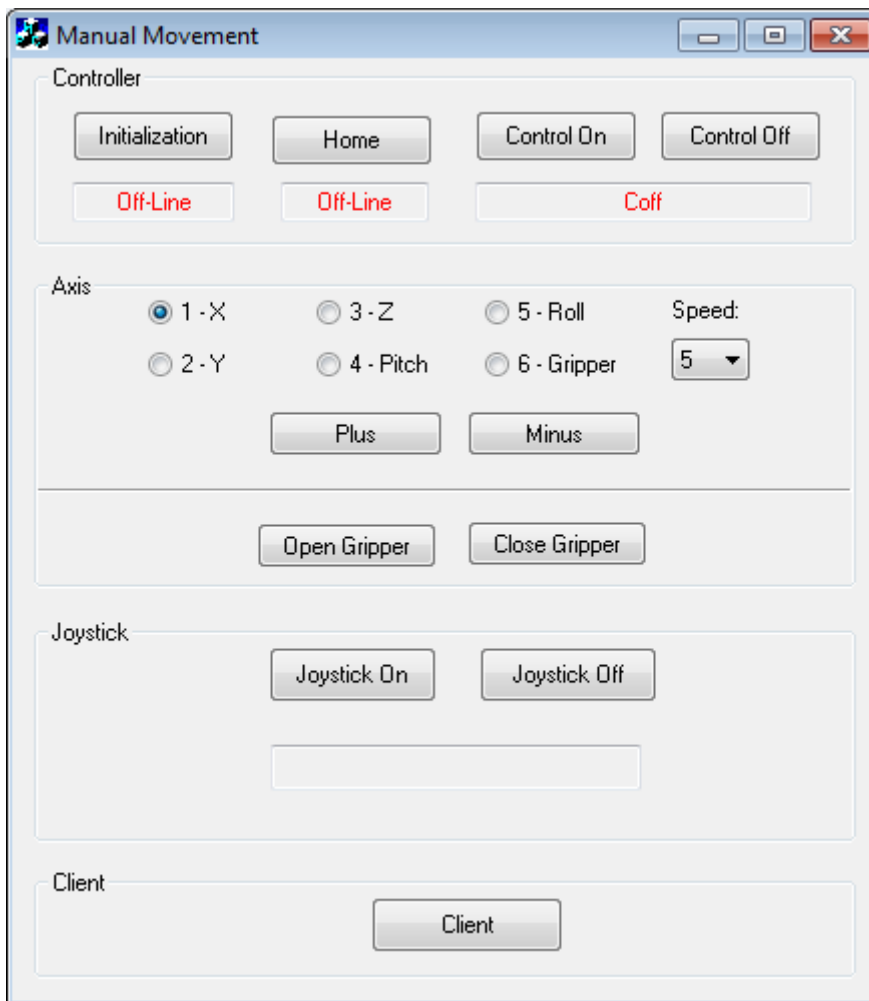 Manual Movement
Controller
Initialization
Home
Control On
Control Off
Off-Line
Off-Line
Coff
Axis
1 - X
3 - Z
5 - Roll
Speed:
2 - Y
4 - Pitch
6 - Gripper
5
Plus
Minus
Open Gripper
Close Gripper
Joystick
Joystick On
Joystick Off
Client
Client